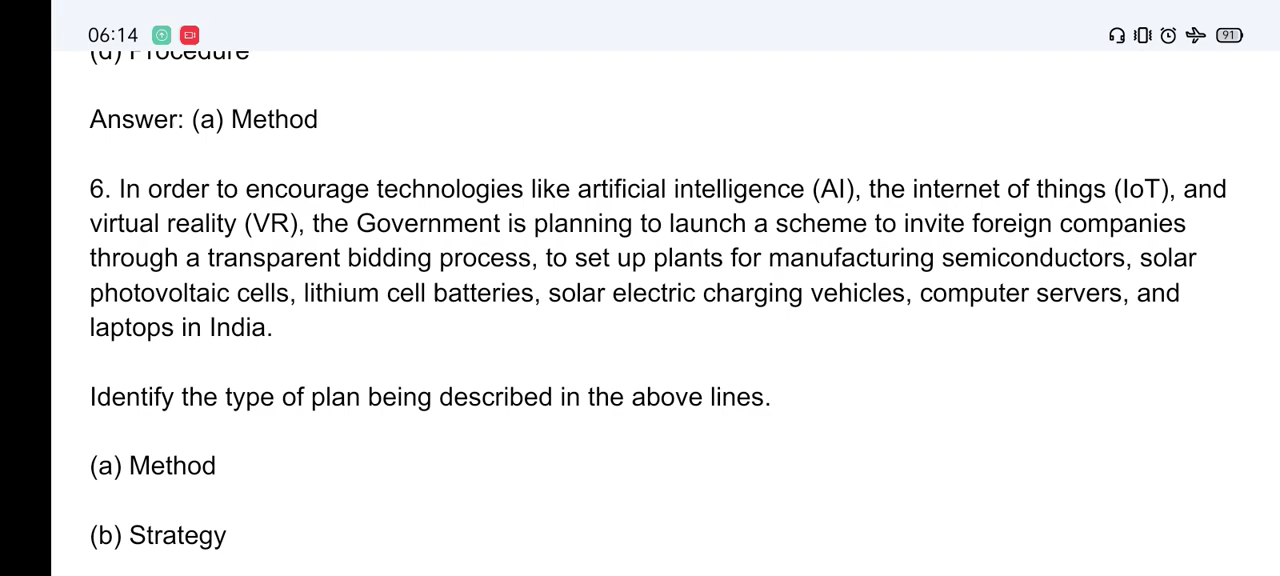 06:14
91
(d) Procedure
Answer: (a) Method
6. In order to encourage technologies like artificial intelligence (AI), the internet of things (IoT), and
virtual reality (VR), the Government is planning to launch a scheme to invite foreign companies
through a transparent bidding process, to set up plants for manufacturing semiconductors, solar
photovoltaic cells, lithium cell batteries, solar electric charging vehicles, computer servers, and
laptops in India.
Identify the type of plan being described in the above lines.
(a) Method
(b) Strategy